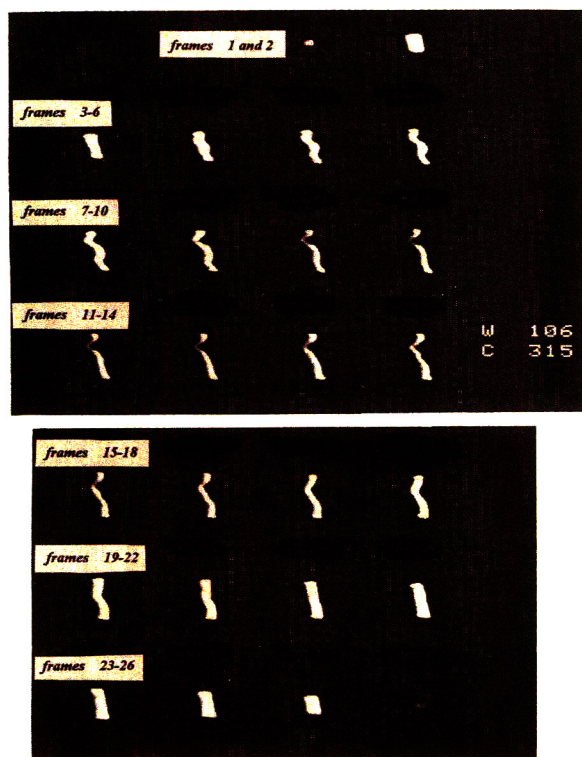 frames 1 and 2
frames 3-6
frames 7-10
frames 11-14
W 106
C 315
frames 15-18
frames 19-22
frames 23-26